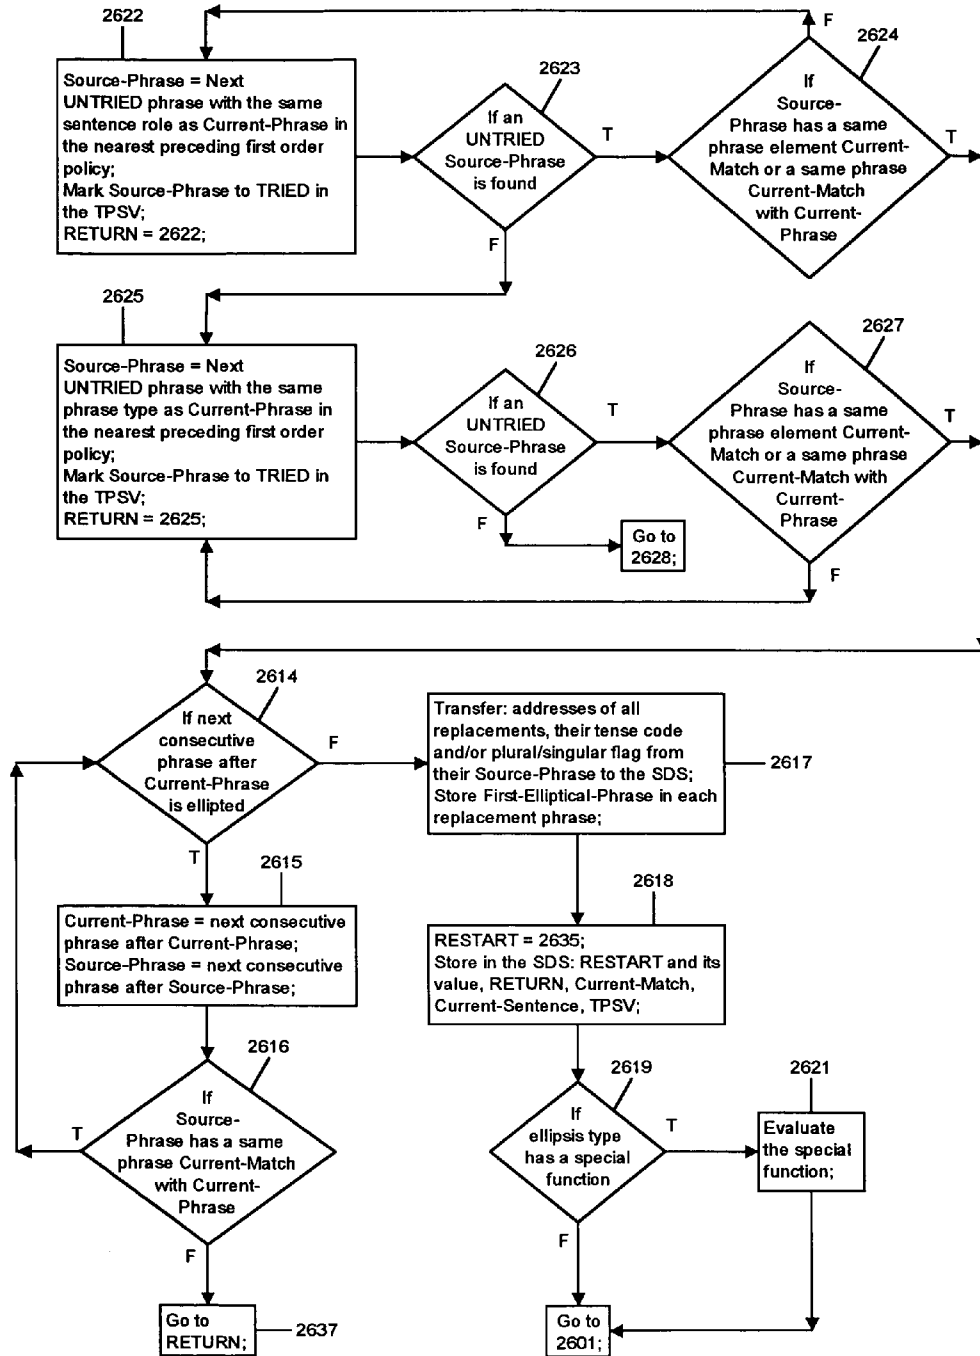 2622
F
2624
Source-Phrase = Next
UNTRIED phrase with the same
sentence role as Current-Phrase in
the nearest preceding first order
policy;
Mark Source-Phrase to TRIED in
the TPSV;
RETURN = 2622;
2623
If an
UNTRIED
Source-Phrase
is found
T
F
If
Source-
Phrase has a same
phrase element Current-
Match or a same phrase
Current-Match
with Current-
Phrase
T
2625
Source-Phrase = Next
UNTRIED phrase with the same
phrase type as Current-Phrase in
the nearest preceding first order
policy;
Mark Source-Phrase to TRIED in
the TPSV;
RETURN = 2625;
2626
If an
UNTRIED
Source-Phrase
is found
T
F
Go to
2628;
2627
If
Source-
Phrase has a same
phrase element Current-
Match or a same phrase
Current-Match with
Current-
Phrase
T
F
2614
If next
consecutive
phrase after
Current-Phrase
is ellipted
F
T
Transfer: addresses of all
replacements, their tense code
and/or plural/singular flag from
their Source-Phrase to the SDS;
Store First-Elliptical-Phrase in each
replacement phrase;
2617
2615
Current-Phrase = next consecutive
phrase after Current-Phrase;
Source-Phrase = next consecutive
phrase after Source-Phrase;
2618
RESTART = 2635;
Store in the SDS: RESTART and its
value, RETURN, Current-Match,
Current-Sentence, TPSV;
2616
If
Source-
Phrase has a same
phrase Current-Match
with Current-
Phrase
T
F
2619
If
ellipsis type
has a special
function
T
F
2621
Evaluate
the special
function;
Go to
RETURN;
2637
Go to
2601;